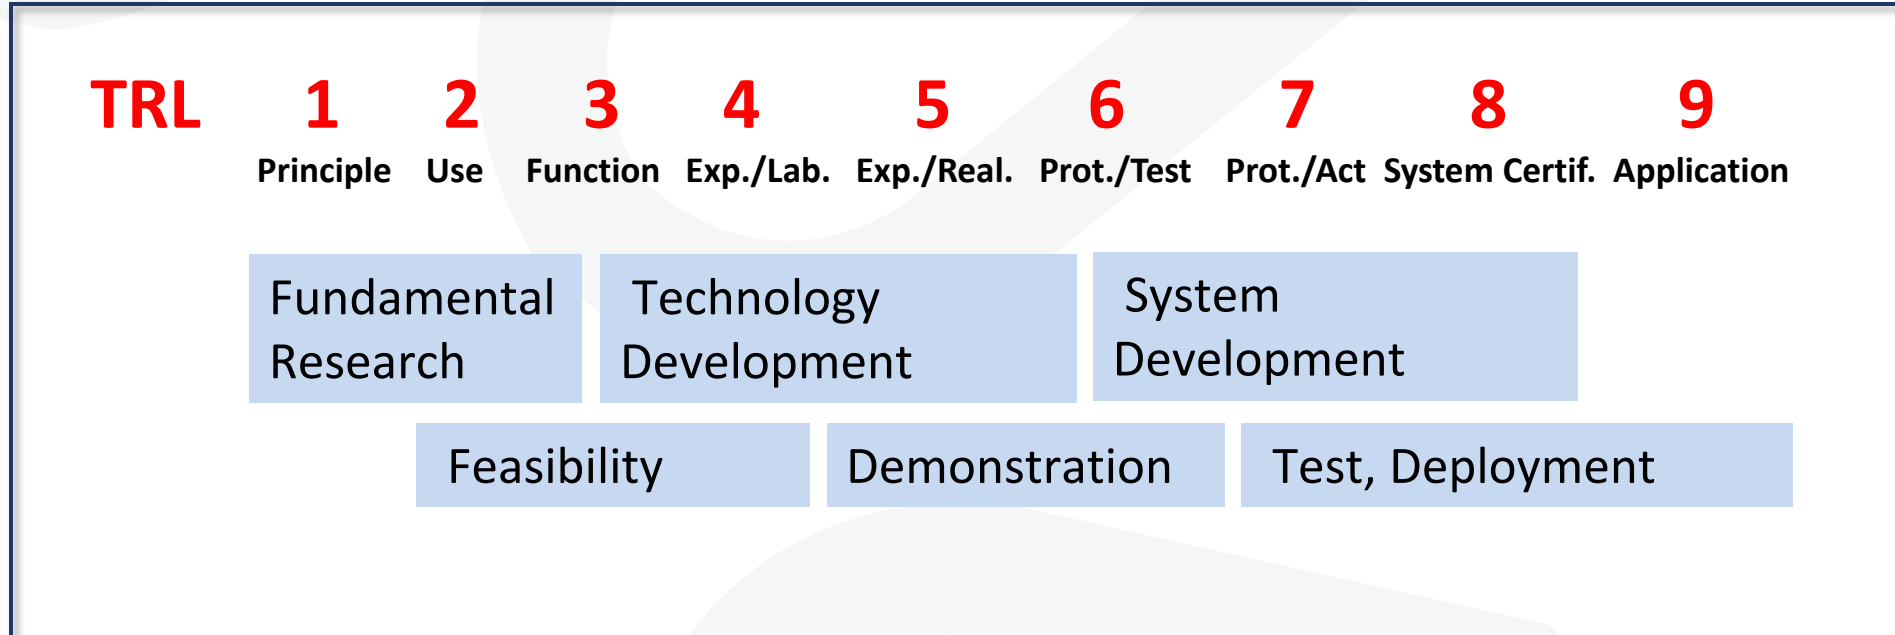 TRL 1 2 3 4 5 6 7 8 9
Principle Use Function Exp./Lab. Exp./Real. Prot./Test Prot./Act System Certif. Application
Fundamental
Research
Technology
Development
System
Development
Feasibility
Demonstration
Test, Deployment